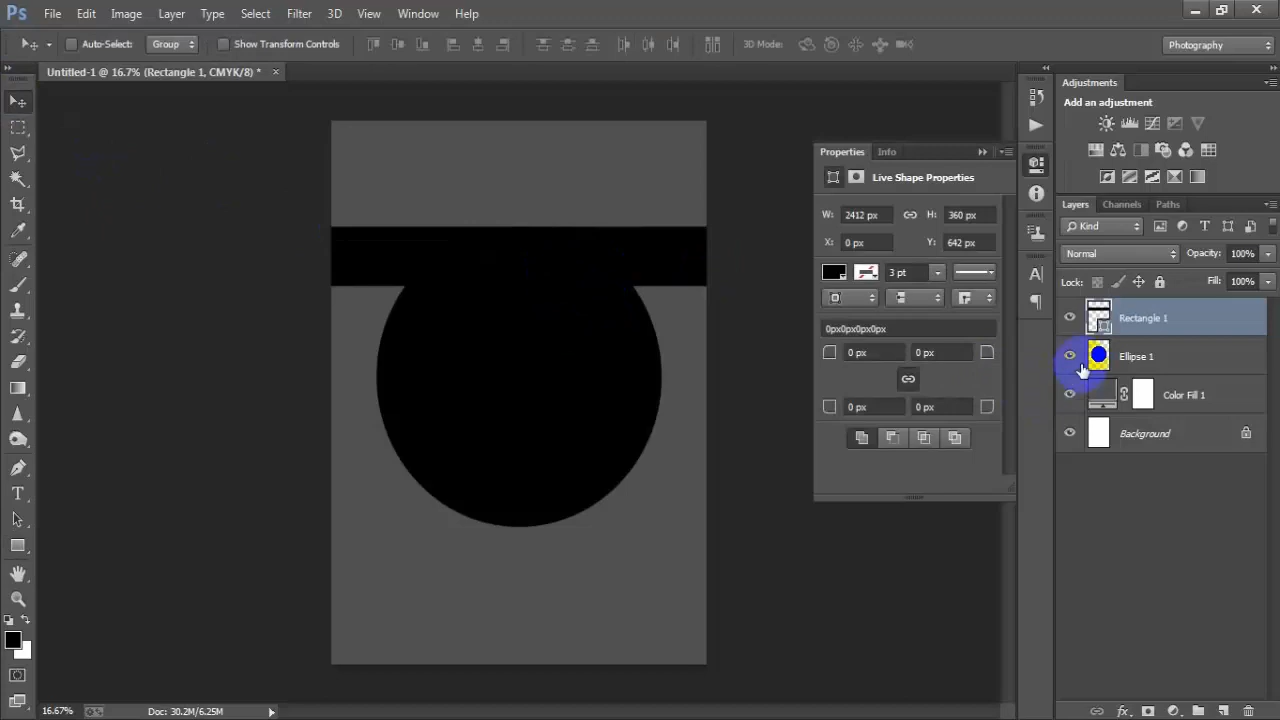 Ps File Edit Image Layer Type Select Filter 3D View Window Help
Auto-Select: Group Show Transform Controls 3D Mode: Photography
Untitled-1 @ 16.7% (Rectangle 1, CMYK/8) * ×
Adjustments
Add an adjustment
Properties Info
Live Shape Properties
W: 2412 px H: 360 px
X: 0 px Y: 642 px
3 pt
0px0px0px0px
0 px 0 px
0 px 0 px
Layers Channels Paths
Kind
Normal Opacity: 100%
Lock: Fill: 100%
Rectangle 1
Ellipse 1
Color Fill 1
Background
16.67% Doc: 30.2M/6.25M